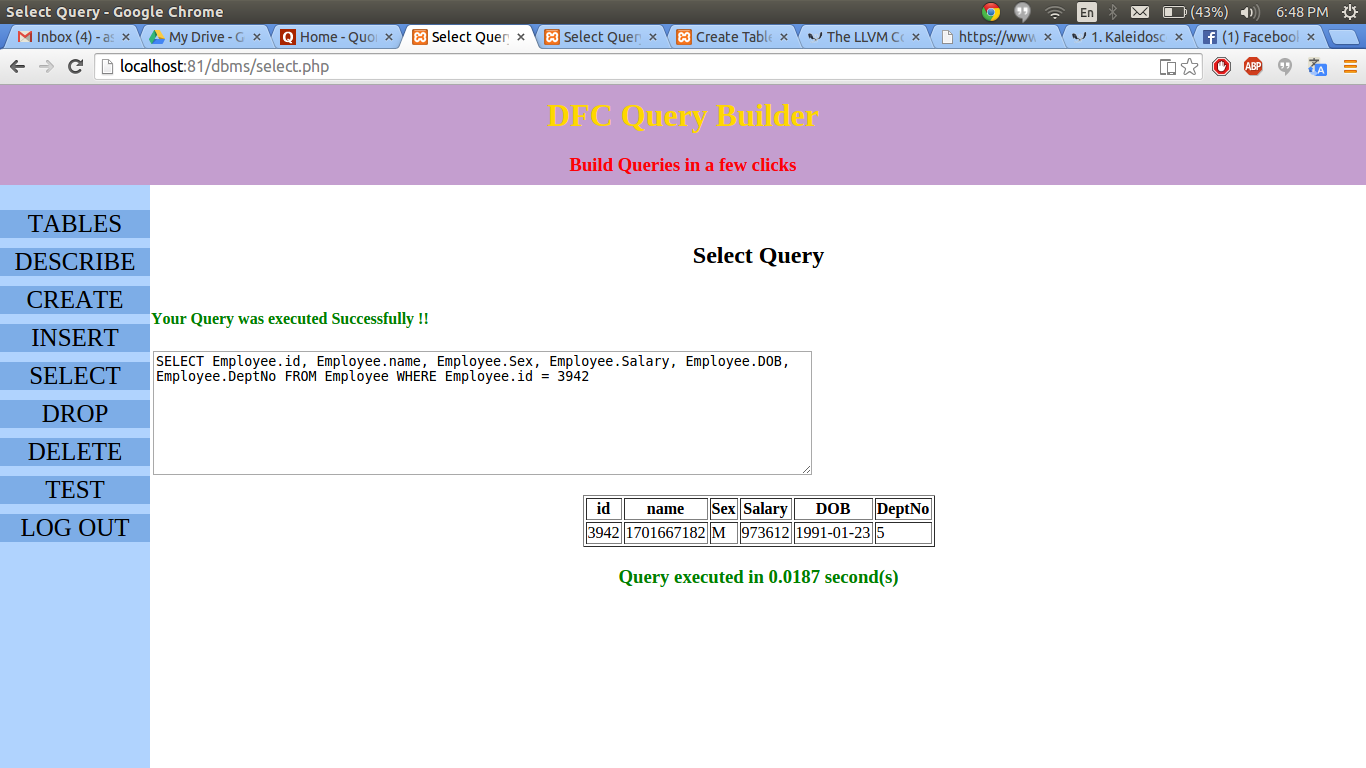 Select Query - Google Chrome
En
(43%)
6:48 PM
Inbox (4) - as
My Drive - G
Home - Quor
Select Query
Select Query
Create Table
The LLVM Co
https://www
1. Kaleidosc
(1) Facebook
localhost:81/dbms/select.php
ABP
DFC Query Builder
Build Queries in a few clicks
TABLES
DESCRIBE
CREATE
INSERT
SELECT
DROP
DELETE
TEST
LOG OUT
Select Query
Your Query was executed Successfully !!
SELECT Employee.id, Employee.name, Employee.Sex, Employee.Salary, Employee.DOB,
Employee.DeptNo FROM Employee WHERE Employee.id = 3942
id name Sex Salary DOB DeptNo
3942 1701667182 M 973612 1991-01-23 5
Query executed in 0.0187 second(s)